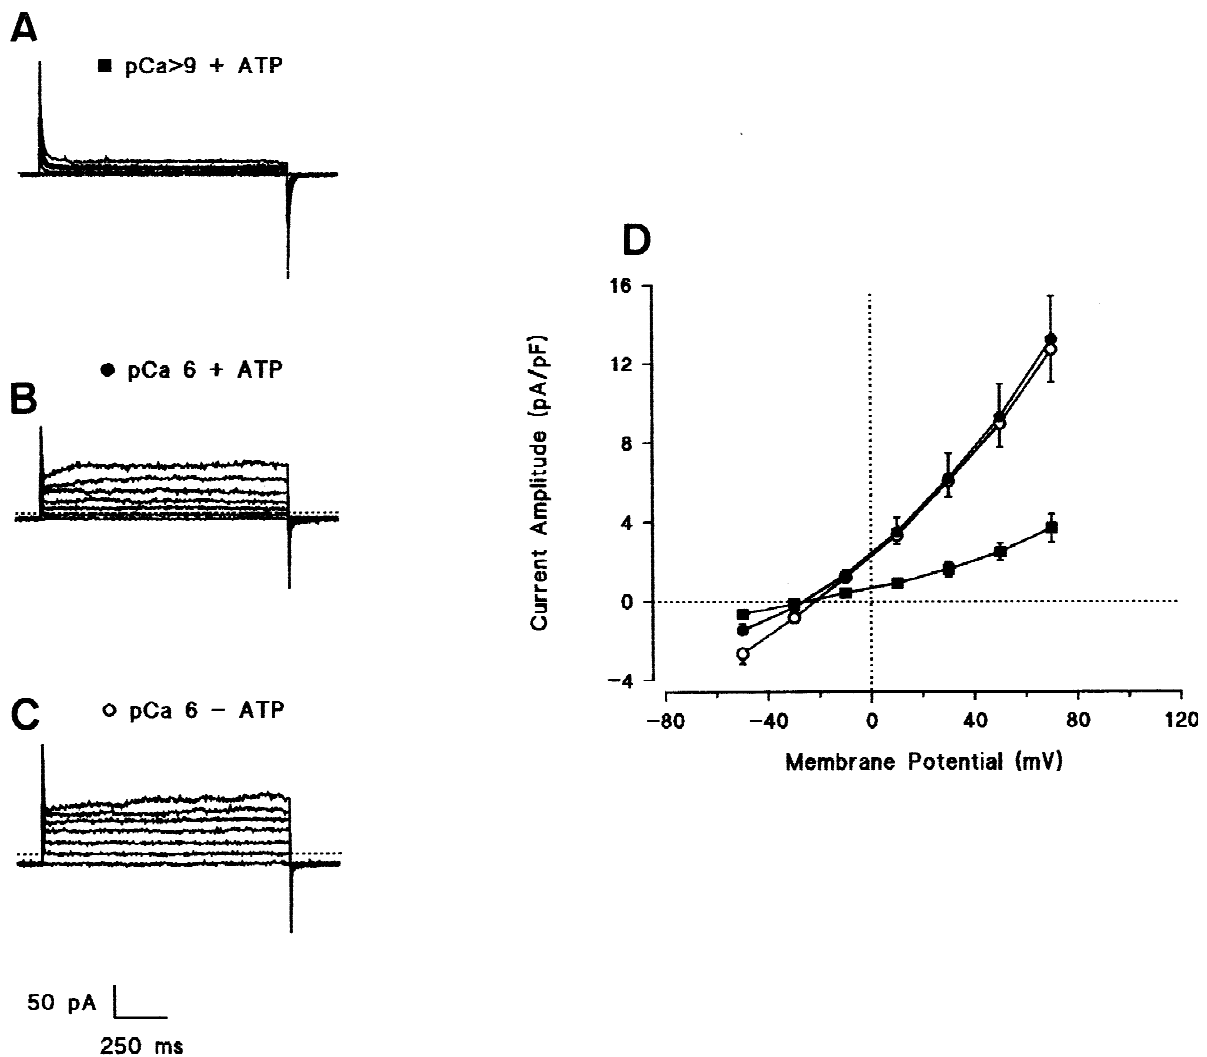 A
pCa>9 + ATP
B
pCa 6 + ATP
C
pCa 6 − ATP
50 pA
250 ms
D
Current Amplitude (pA/pF)
16
12
8
4
0
−4
−80
−40
0
40
80
120
Membrane Potential (mV)